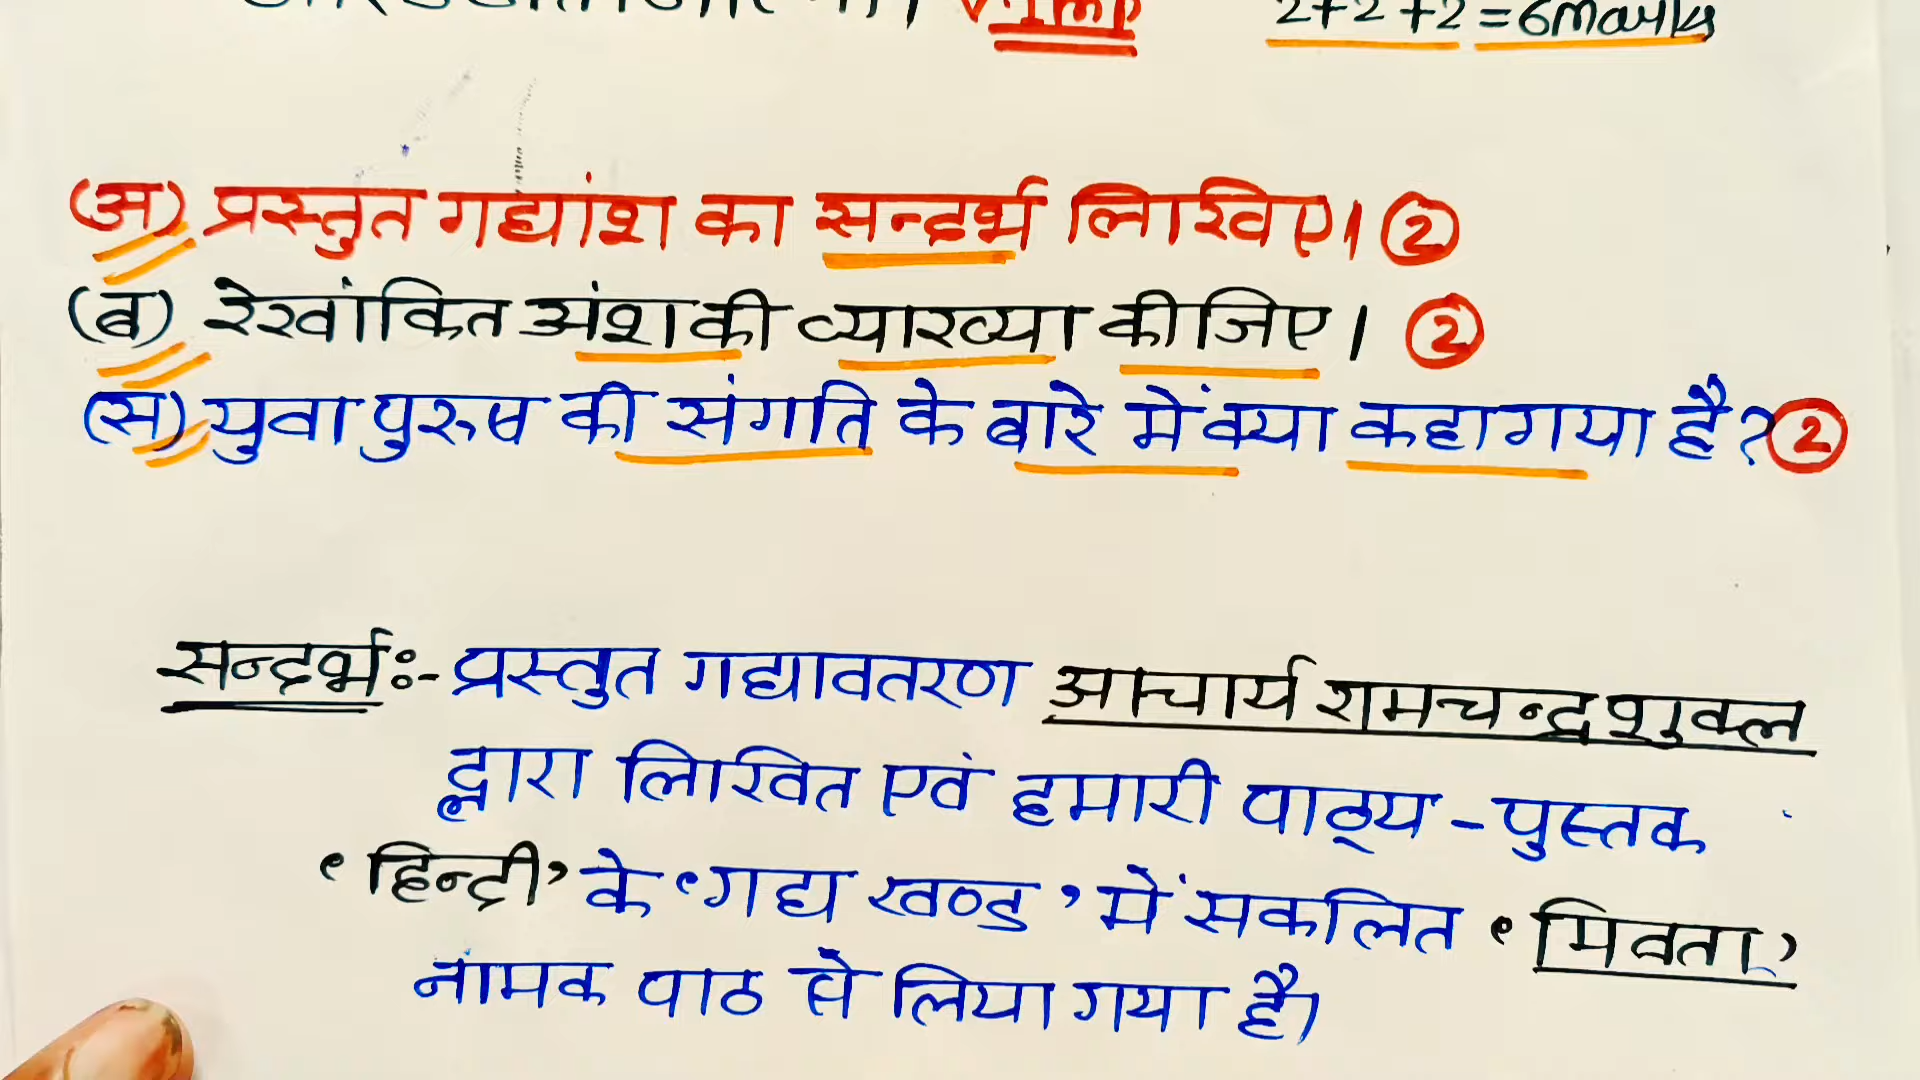 V.Imp 2+2+2=6Marks
(अ) प्रस्तुत गद्यांश का सन्दर्भ लिखिए। 2
(ब) रेखांकित अंश की व्याख्या कीजिए। 2
(स) युवा पुरुष की संगति के बारे में क्या कहा गया है? 2
सन्दर्भः- प्रस्तुत गद्यावतरण आचार्य रामचन्द्र शुक्ल
द्वारा लिखित एवं हमारी पाठ्य-पुस्तक
‘हिन्दी’ के ‘गद्य खण्ड’ में संकलित ‘मित्रता’
नामक पाठ से लिया गया है।